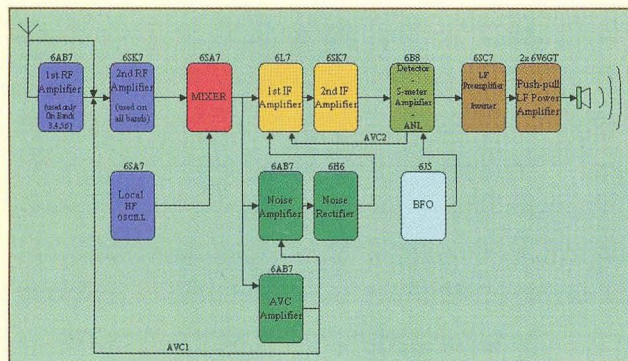 6AB7
1st RF
Amplifier
(used only
On Bands
3,4,5,6)
6SK7
2nd RF
Amplifier
(used on
all bands)
6SA7
MIXER
6L7
1st IF
Amplifier
6SK7
2nd IF
Amplifier
6B8
Detector
-
S-meter
Amplifier
-
ANL
6SC7
LF
Preamplifier
-
Inverter
2x 6V6GT
Push-pull
LF Power
Amplifier
AVC2
6SA7
Local
HF
OSCILL.
6AB7
Noise
Amplifier
6H6
Noise
Rectifier
6J5
BFO
6AB7
AVC
Amplifier
AVC1